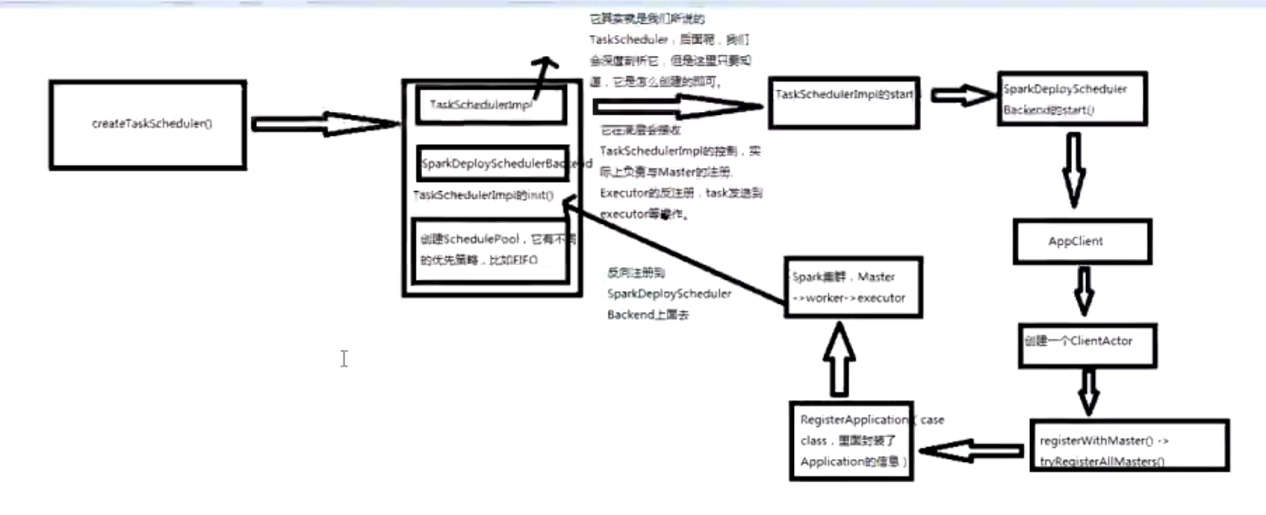 createTaskScheduler()
TaskSchedulerImpl
SparkDeploySchedulerBackend
TaskSchedulerImpl的init()
创建SchedulePool，它有不同
的优先策略，比如FIFO
它其实就是我们所说的
TaskScheduler，后面呢，我们
会深度剖析它，但是这里只要知
道，它是怎么创建的即可。
它在底层会接收
TaskSchedulerImpl的控制，实
际上负责与Master的注册.
Executor的反注册，task发送到
executor等操作。
TaskSchedulerImpl的start
SparkDeployScheduler
Backend的start()
AppClient
创建一个ClientActor
registerWithMaster() ->
tryRegisterAllMasters()
RegisterApplication（case
class，里面封装了
Application的信息）
Spark集群，Master
->worker->executor
反向注册到
SparkDeployScheduler
Backend上面去